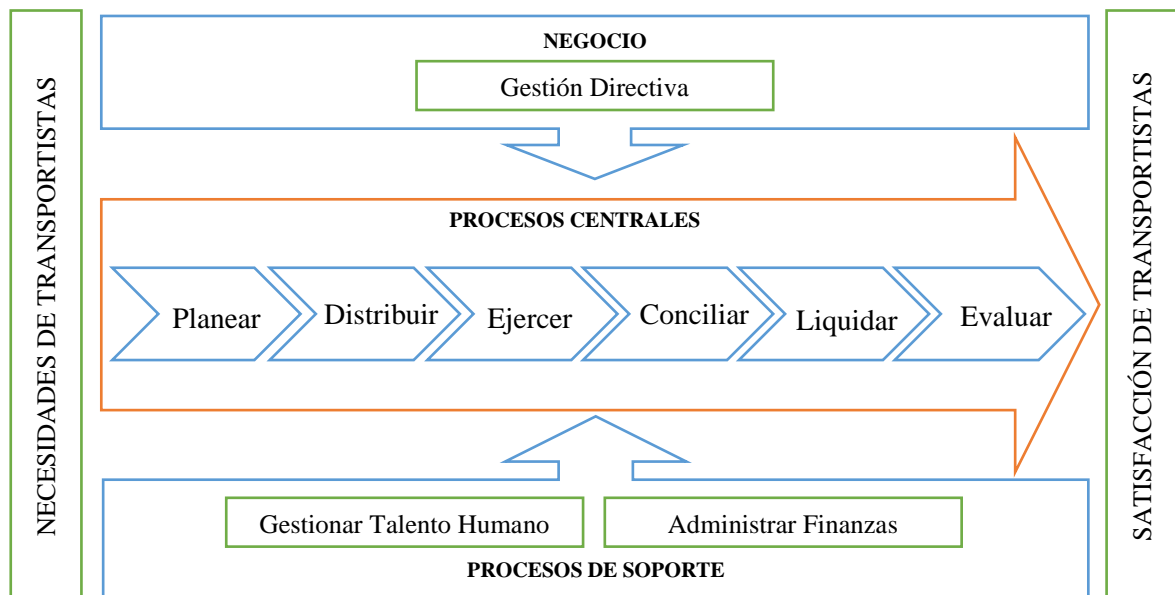 NECESIDADES DE TRANSPORTISTAS
NEGOCIO
Gestión Directiva
PROCESOS CENTRALES
Planear
Distribuir
Ejercer
Conciliar
Liquidar
Evaluar
Gestionar Talento Humano
Administrar Finanzas
PROCESOS DE SOPORTE
SATISFACCIÓN DE TRANSPORTISTAS